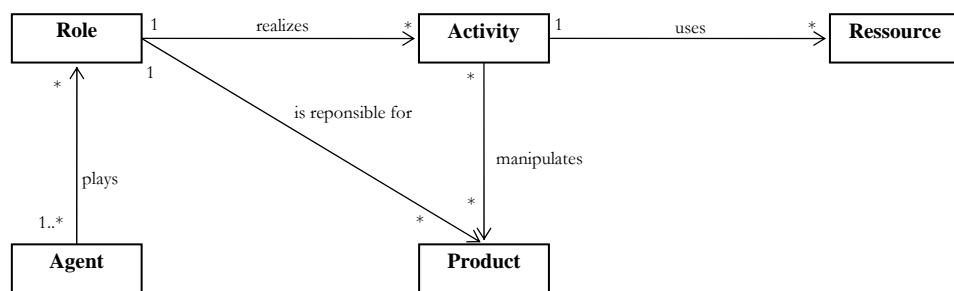 1 realizes * 1 uses *
Role Activity Ressource
1
* *
is reponsible for
manipulates
plays
*
1..* *
Agent Product